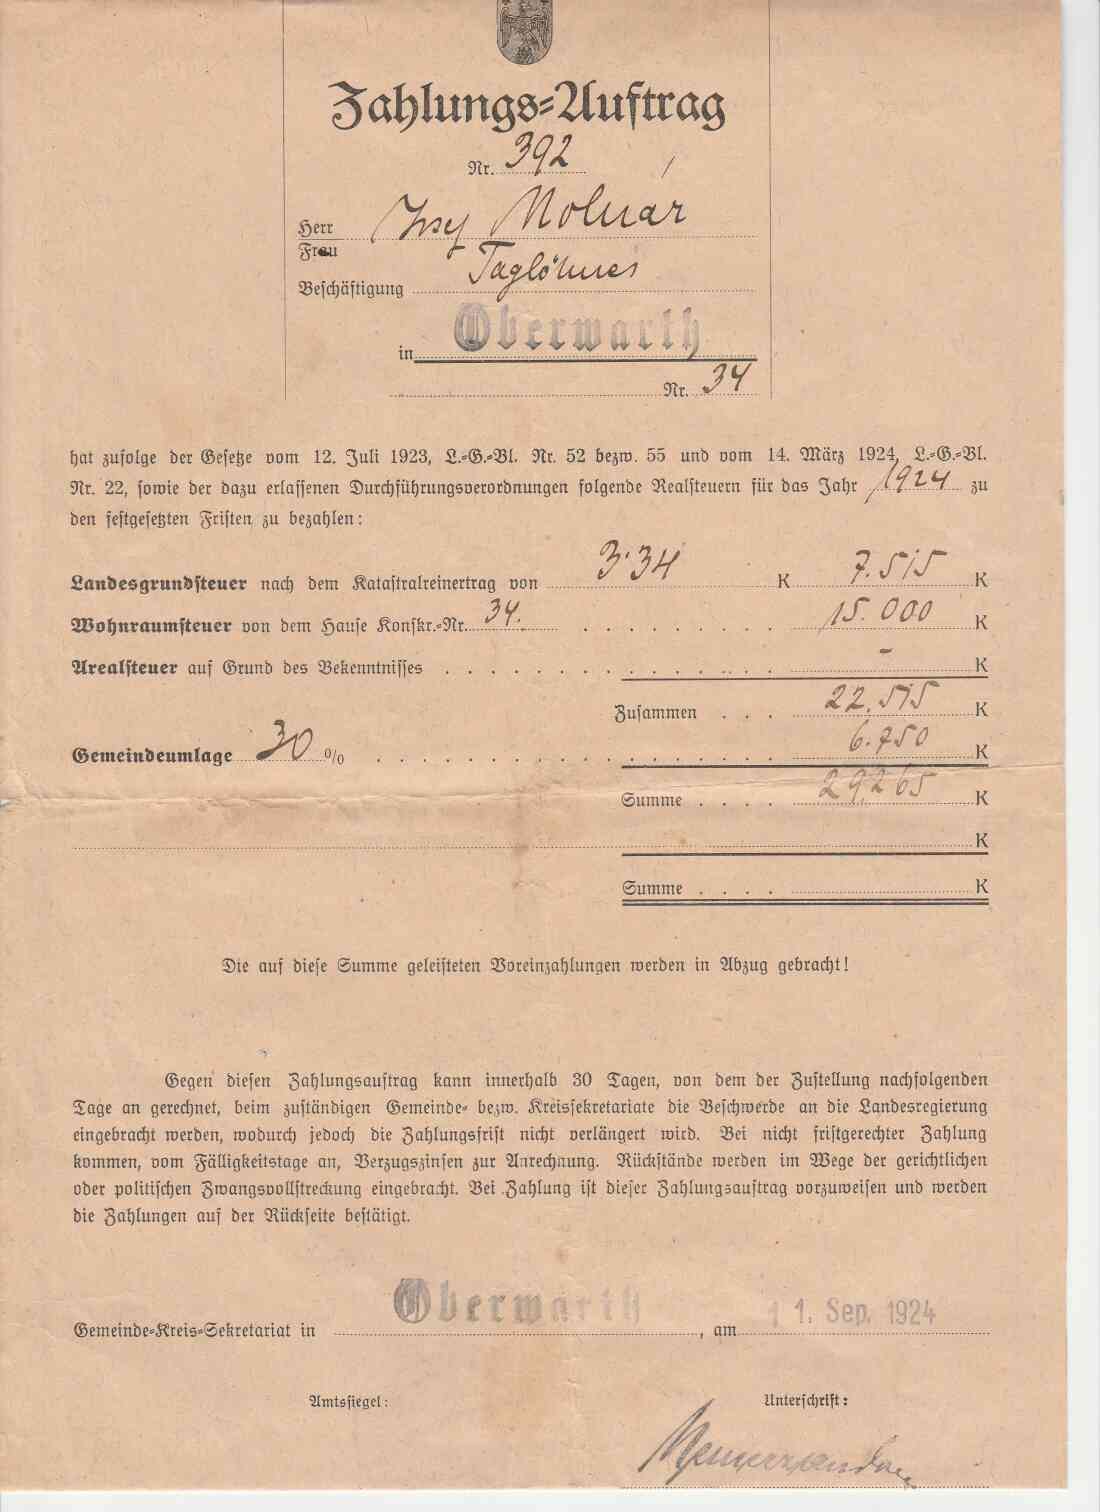 Zahlungs-Auftrag
Nr. 392
Herr Molnár
Frau
Beschäftigung Taglöhner
in Oberwarth
Nr. 34
hat zufolge der Gesetze vom 12. Juli 1923, L.-G.-Bl. Nr. 52 bezw. 55 und vom 14. März 1924, L.-G.-Bl.
Nr. 22, sowie der dazu erlassenen Durchführungsverordnungen folgende Realsteuern für das Jahr 1924 zu
den festgesetzten Fristen zu bezahlen:
Landesgrundsteuer nach dem Katastralreinertrag von 3·34 K 7.515 K
Wohnraumsteuer von dem Hause Konskr.-Nr. 34. 15.000 K
Arealsteuer auf Grund des Bekenntnisses - K
Zusammen 22.515 K
Gemeindeumlage 30 % 6.750 K
Summe 29.265 K
K
Summe K
Die auf diese Summe geleisteten Voreinzahlungen werden in Abzug gebracht!
Gegen diesen Zahlungsauftrag kann innerhalb 30 Tagen, von dem der Zustellung nachfolgenden
Tage an gerechnet, beim zuständigen Gemeinde- bezw. Kreissekretariate die Beschwerde an die Landesregierung
eingebracht werden, wodurch jedoch die Zahlungsfrist nicht verlängert wird. Bei nicht fristgerechter Zahlung
kommen, vom Fälligkeitstage an, Verzugszinsen zur Anrechnung. Rückstände werden im Wege der gerichtlichen
oder politischen Zwangsvollstreckung eingebracht. Bei Zahlung ist dieser Zahlungsauftrag vorzuweisen und werden
die Zahlungen auf der Rückseite bestätigt.
Gemeinde-Kreis-Sekretariat in Oberwarth, am 11. Sep. 1924
Amtssiegel: Unterschrift: